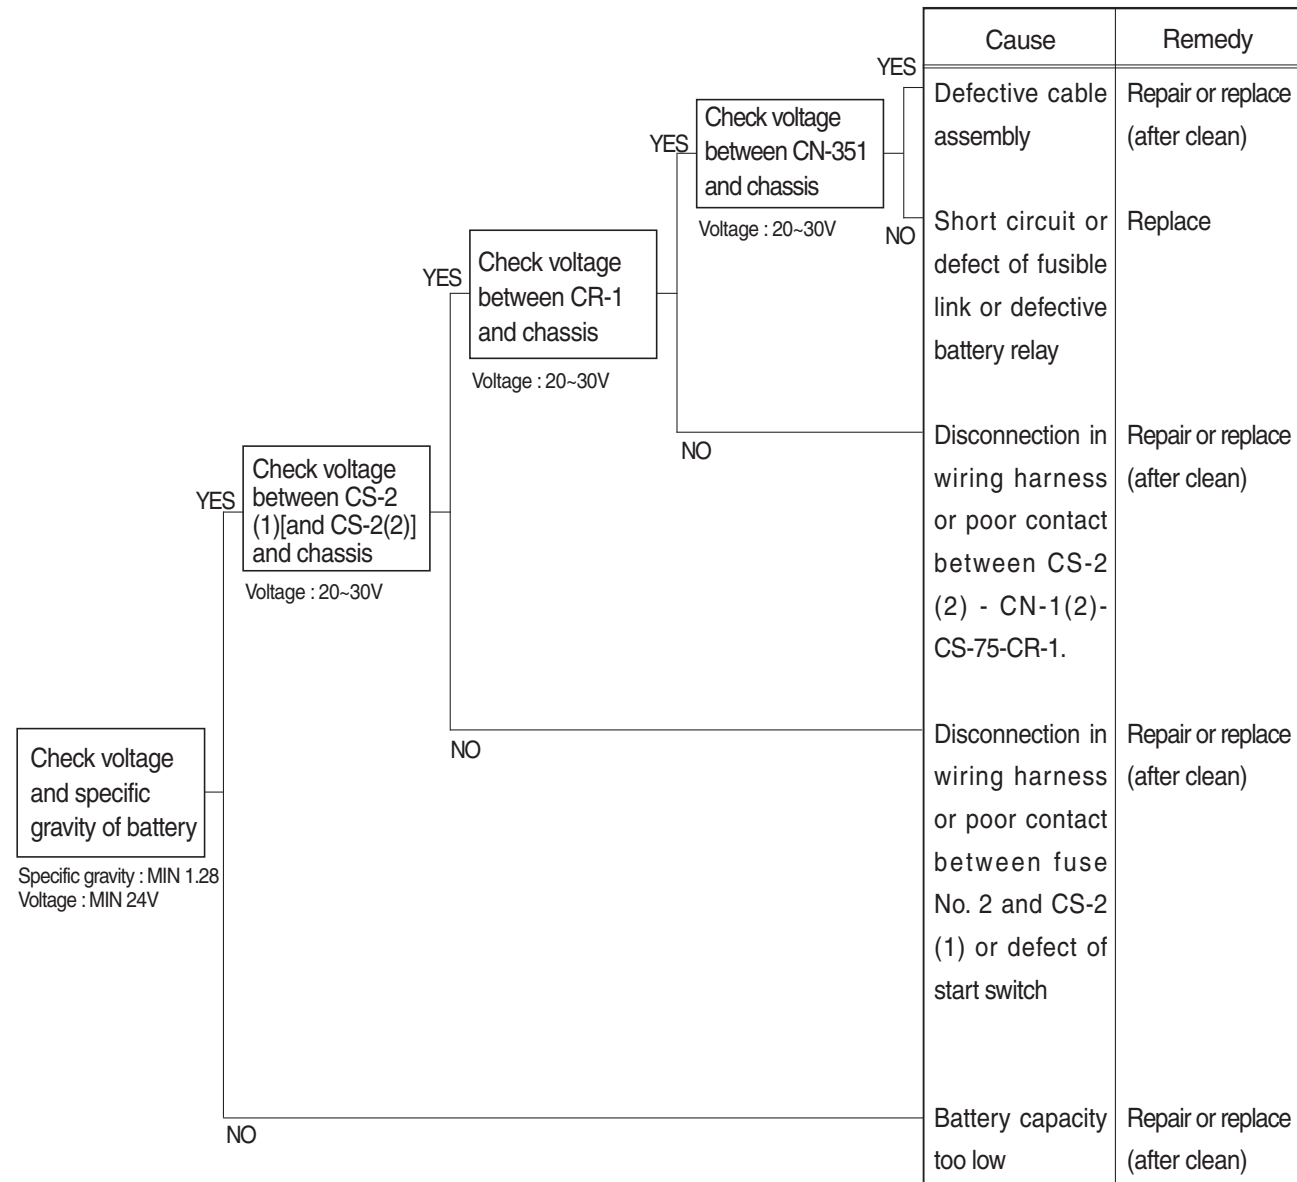 Cause
Remedy
YES
Defective cable
assembly
Repair or replace
(after clean)
Check voltage
between CN-351
and chassis
YES
Voltage : 20~30V
NO
Short circuit or
defect of fusible
link or defective
battery relay
Replace
YES
Check voltage
between CR-1
and chassis
Voltage : 20~30V
NO
Disconnection in
wiring harness
or poor contact
between CS-2
(2) - CN-1(2)-
CS-75-CR-1.
Repair or replace
(after clean)
YES
Check voltage
between CS-2
(1)[and CS-2(2)]
and chassis
Voltage : 20~30V
NO
Disconnection in
wiring harness
or poor contact
between fuse
No. 2 and CS-2
(1) or defect of
start switch
Repair or replace
(after clean)
Check voltage
and specific
gravity of battery
Specific gravity : MIN 1.28
Voltage : MIN 24V
NO
Battery capacity
too low
Repair or replace
(after clean)